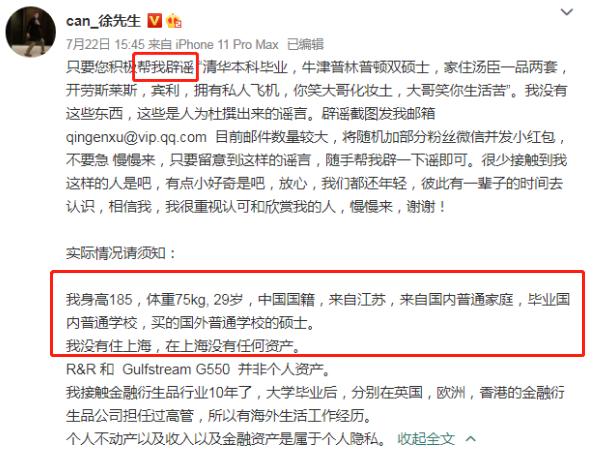 can_徐先生
7月22日 15:45 来自 iPhone 11 Pro Max 已编辑
只要您积极帮我辟谣“清华本科毕业，牛津普林普顿双硕士，家住汤臣一品两套，
开劳斯莱斯，宾利，拥有私人飞机，你笑大哥化妆土，大哥笑你生活苦”。我没有
这些东西，这些是人为杜撰出来的谣言。辟谣截图发我邮箱
qingenxu@vip.qq.com 目前邮件数量较大，将随机加部分粉丝微信并发小红包，
不要急 慢慢来，只要留意到这样的谣言，随手帮我辟一下谣即可。很少接触到我
这样的人是吧，有点小好奇是吧，放心，我们都还年轻，彼此有一辈子的时间去
认识，相信我，我很重视认可和欣赏我的人，慢慢来，谢谢！
实际情况请须知：
我身高185，体重75kg, 29岁，中国国籍，来自江苏，来自国内普通家庭，毕业国
内普通学校，买的国外普通学校的硕士。
我没有住上海，在上海没有任何资产。
R&R 和 Gulfstream G550 并非个人资产。
我接触金融衍生品行业10年了，大学毕业后，分别在英国，欧洲，香港的金融衍
生品公司担任过高管，所以有海外生活工作经历。
个人不动产以及收入以及金融资产是属于个人隐私。 收起全文